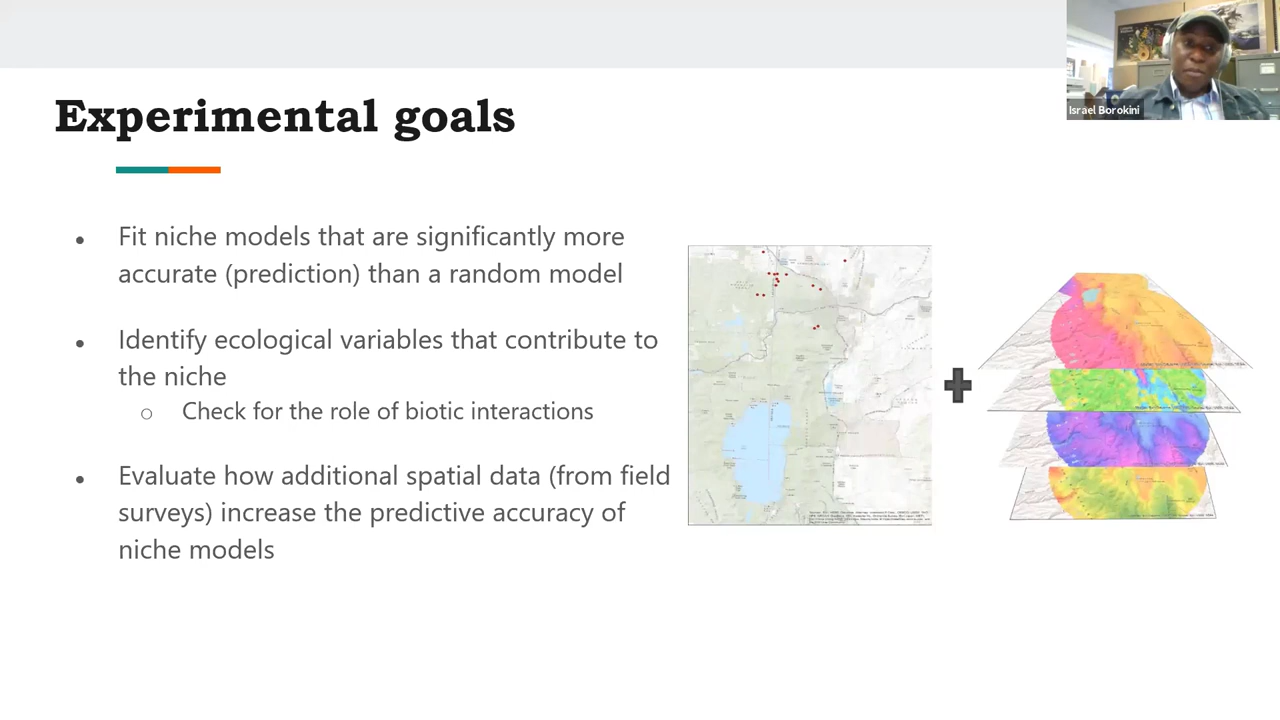 Israel Borokini
Experimental goals
● Fit niche models that are significantly more
accurate (prediction) than a random model
● Identify ecological variables that contribute to
the niche
○ Check for the role of biotic interactions
● Evaluate how additional spatial data (from field
surveys) increase the predictive accuracy of
niche models